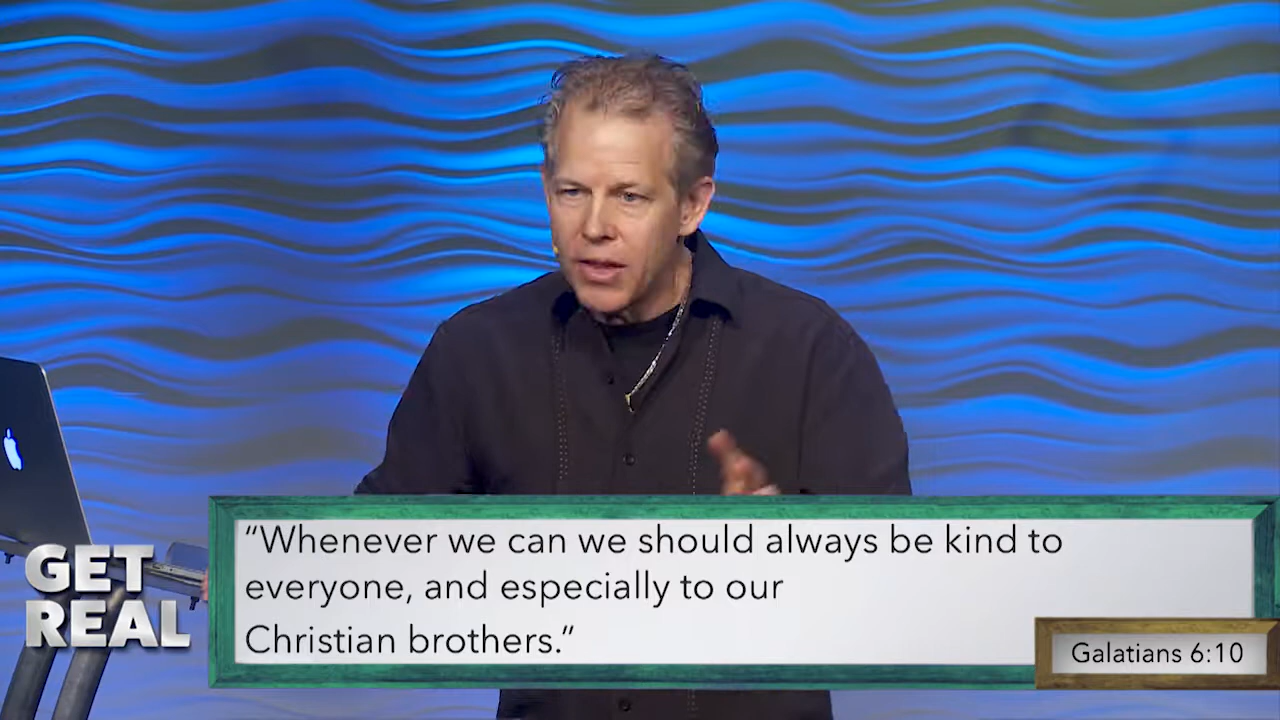 “Whenever we can we should always be kind to
everyone, and especially to our
Christian brothers.”
Galatians 6:10
GET
REAL